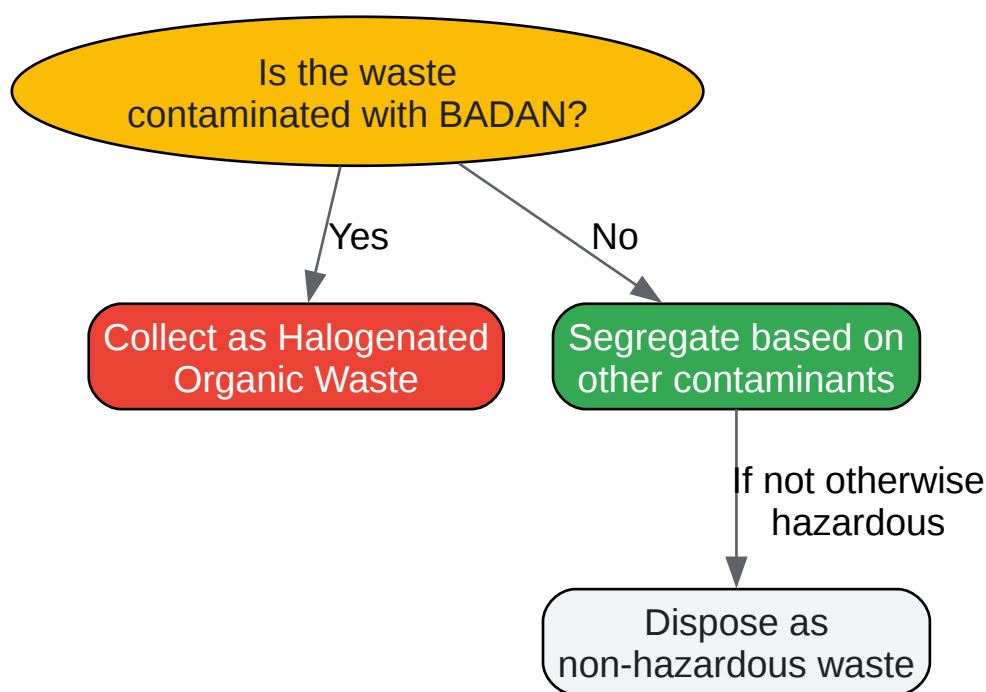 Is the waste
contaminated with BADAN?
Yes
No
Collect as Halogenated
Organic Waste
Segregate based on
other contaminants
If not otherwise
hazardous
Dispose as
non-hazardous waste